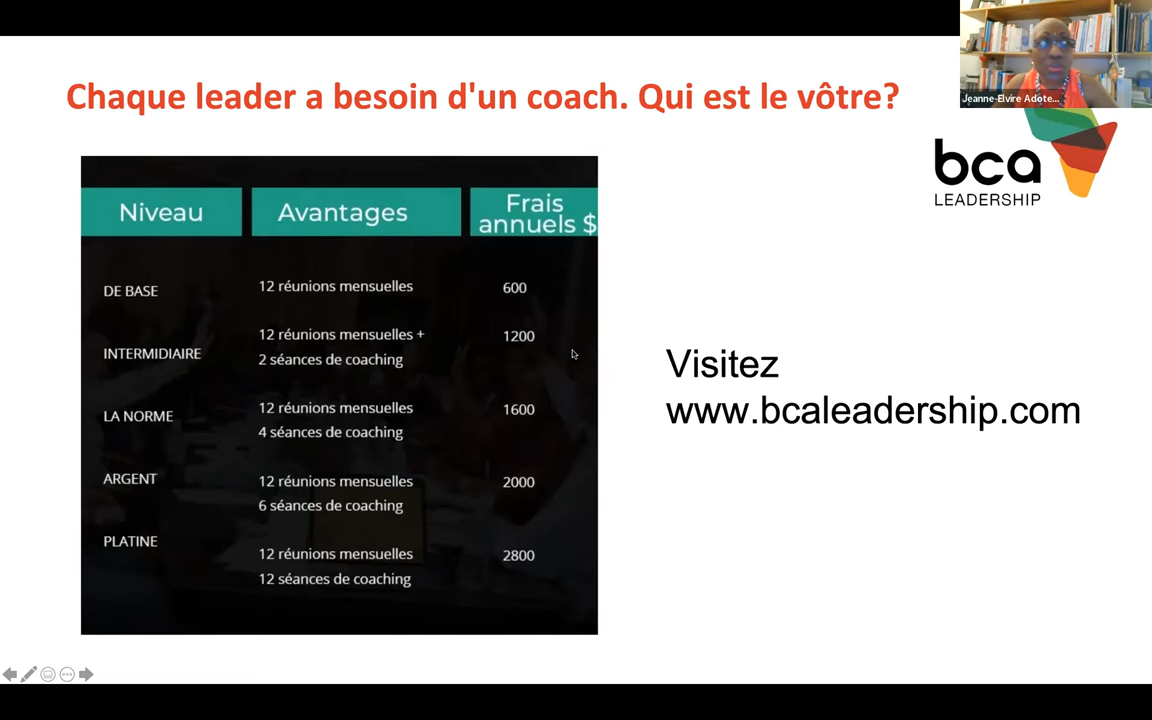 Chaque leader a besoin d'un coach. Qui est le vôtre?
Jeanne-Elvire Adote...
bca
LEADERSHIP
Niveau
Avantages
Frais
annuels $
DE BASE
12 réunions mensuelles
600
INTERMIDIAIRE
12 réunions mensuelles +
2 séances de coaching
1200
LA NORME
12 réunions mensuelles
4 séances de coaching
1600
ARGENT
12 réunions mensuelles
6 séances de coaching
2000
PLATINE
12 réunions mensuelles
12 séances de coaching
2800
Visitez
www.bcaleadership.com